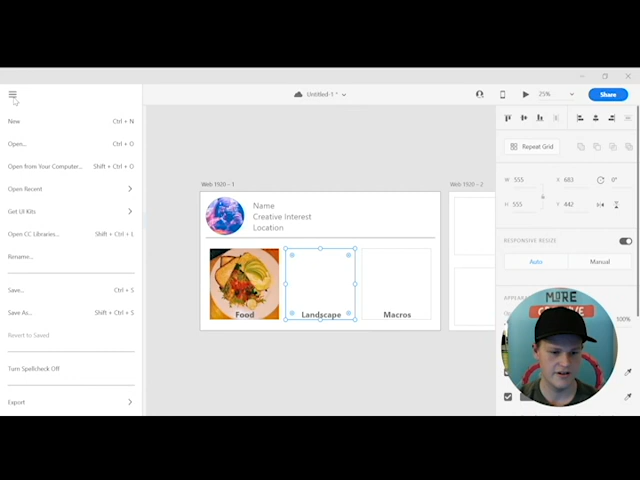 Untitled-1 *
25%
Share
New Ctrl + N
Open... Ctrl + O
Open from Your Computer... Shift + Ctrl + O
Open Recent
Get UI Kits
Open CC Libraries... Shift + Ctrl + L
Rename...
Save... Ctrl + S
Save As... Shift + Ctrl + S
Revert to Saved
Turn Spellcheck Off
Export
Web 1920 – 1
Web 1920 – 2
Name
Creative Interest
Location
Food
Landscape
Macros
Repeat Grid
W 555 X 683 0°
H 555 Y 442
RESPONSIVE RESIZE
Auto Manual
APPEARANCE
100%
MORE